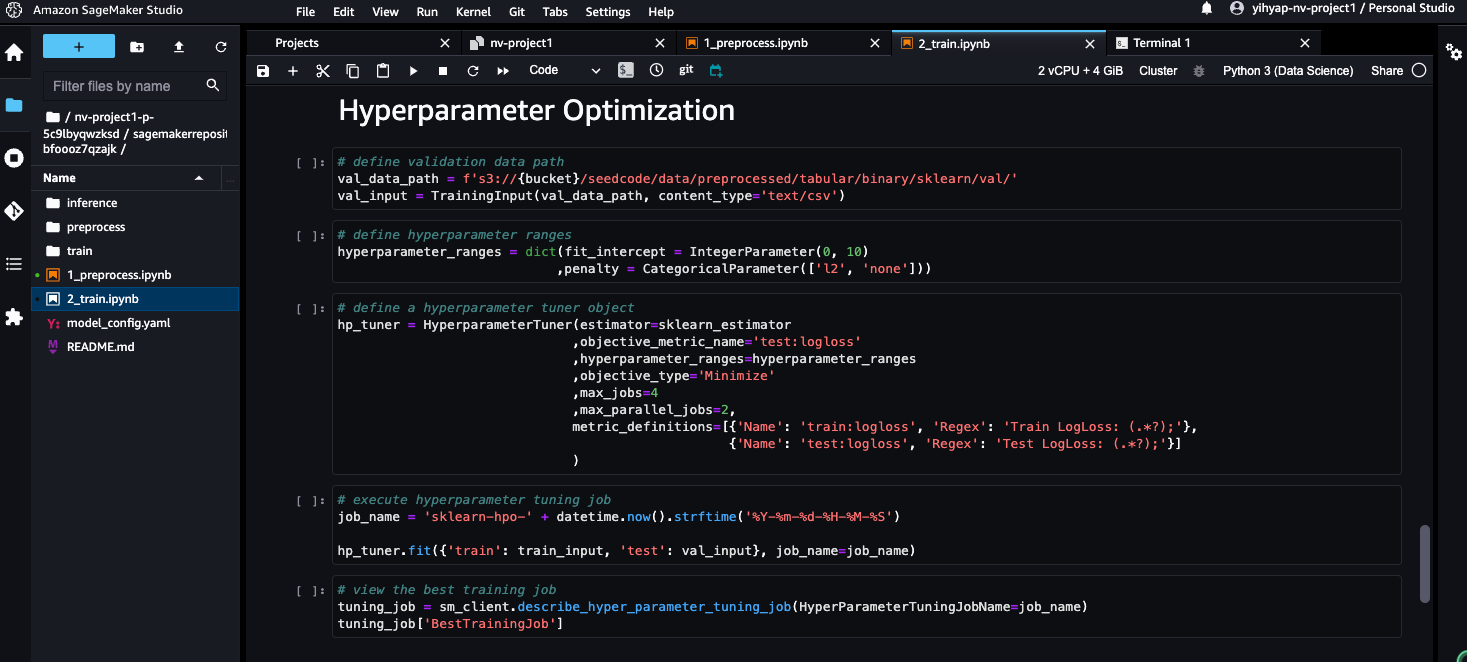 Amazon SageMaker Studio
File Edit View Run Kernel Git Tabs Settings Help
yihyap-nv-project1 / Personal Studio
+
Filter files by name
/ nv-project1-p-
5c9lbyqwzksd / sagemakerreposit
bfoooz7qzajk /
Name
inference
preprocess
train
1_preprocess.ipynb
2_train.ipynb
Y: model_config.yaml
M README.md
Projects
nv-project1
1_preprocess.ipynb
2_train.ipynb
Terminal 1
Code
git
2 vCPU + 4 GiB Cluster Python 3 (Data Science) Share
Hyperparameter Optimization
[ ]: # define validation data path
val_data_path = f's3://{bucket}/seedcode/data/preprocessed/tabular/binary/sklearn/val/'
val_input = TrainingInput(val_data_path, content_type='text/csv')
[ ]: # define hyperparameter ranges
hyperparameter_ranges = dict(fit_intercept = IntegerParameter(0, 10)
,penalty = CategoricalParameter(['l2', 'none']))
[ ]: # define a hyperparameter tuner object
hp_tuner = HyperparameterTuner(estimator=sklearn_estimator
,objective_metric_name='test:logloss'
,hyperparameter_ranges=hyperparameter_ranges
,objective_type='Minimize'
,max_jobs=4
,max_parallel_jobs=2,
metric_definitions=[{'Name': 'train:logloss', 'Regex': 'Train LogLoss: (.*?);'},
{'Name': 'test:logloss', 'Regex': 'Test LogLoss: (.*?);'}]
)
[ ]: # execute hyperparameter tuning job
job_name = 'sklearn-hpo-' + datetime.now().strftime('%Y-%m-%d-%H-%M-%S')
hp_tuner.fit({'train': train_input, 'test': val_input}, job_name=job_name)
[ ]: # view the best training job
tuning_job = sm_client.describe_hyper_parameter_tuning_job(HyperParameterTuningJobName=job_name)
tuning_job['BestTrainingJob']